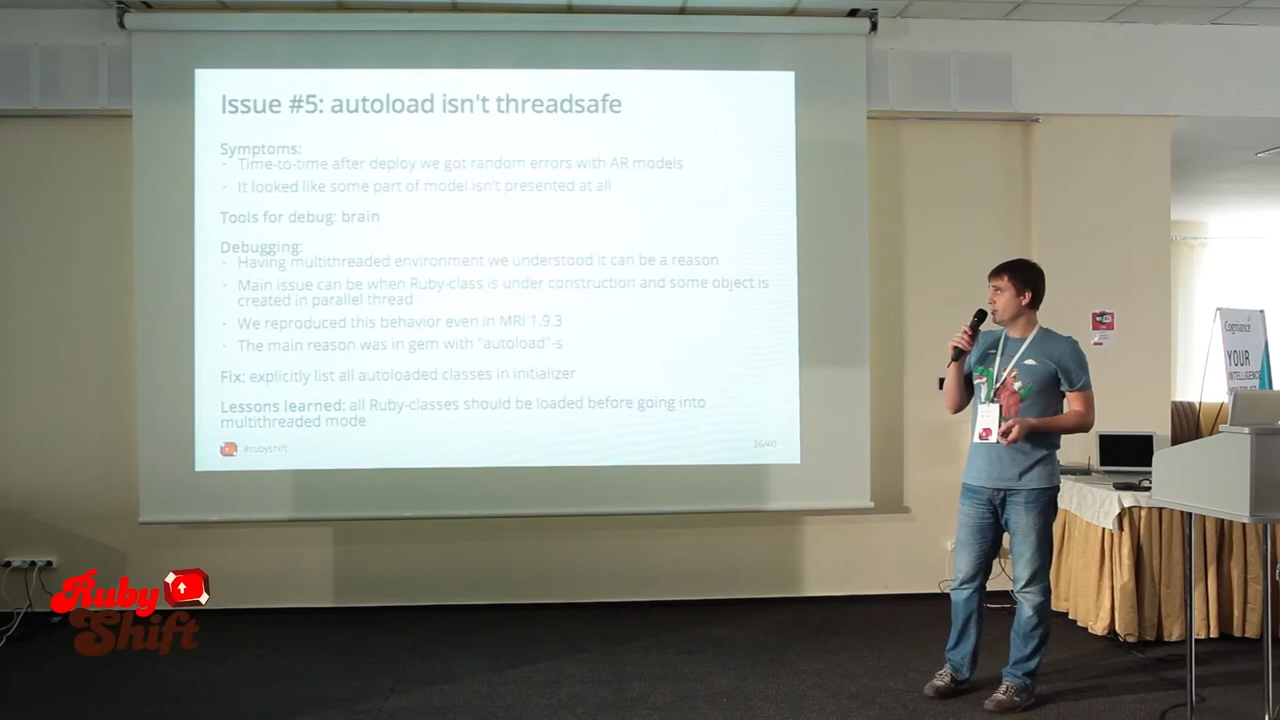 Issue #5: autoload isn't threadsafe
Symptoms:
· Time-to-time after deploy we got random errors with AR models
· It looked like some part of model isn't presented at all
Tools for debug: brain
Debugging:
· Having multithreaded environment we understood it can be a reason
· Main issue can be when Ruby-class is under construction and some object is
created in parallel thread
· We reproduced this behavior even in MRI 1.9.3
· The main reason was in gem with "autoload"-s
Fix: explicitly list all autoloaded classes in initializer
Lessons learned: all Ruby-classes should be loaded before going into
multithreaded mode
#rubyshift
36/40
Cogniance
YOUR
INTELLIGENCE
Ruby
Shift